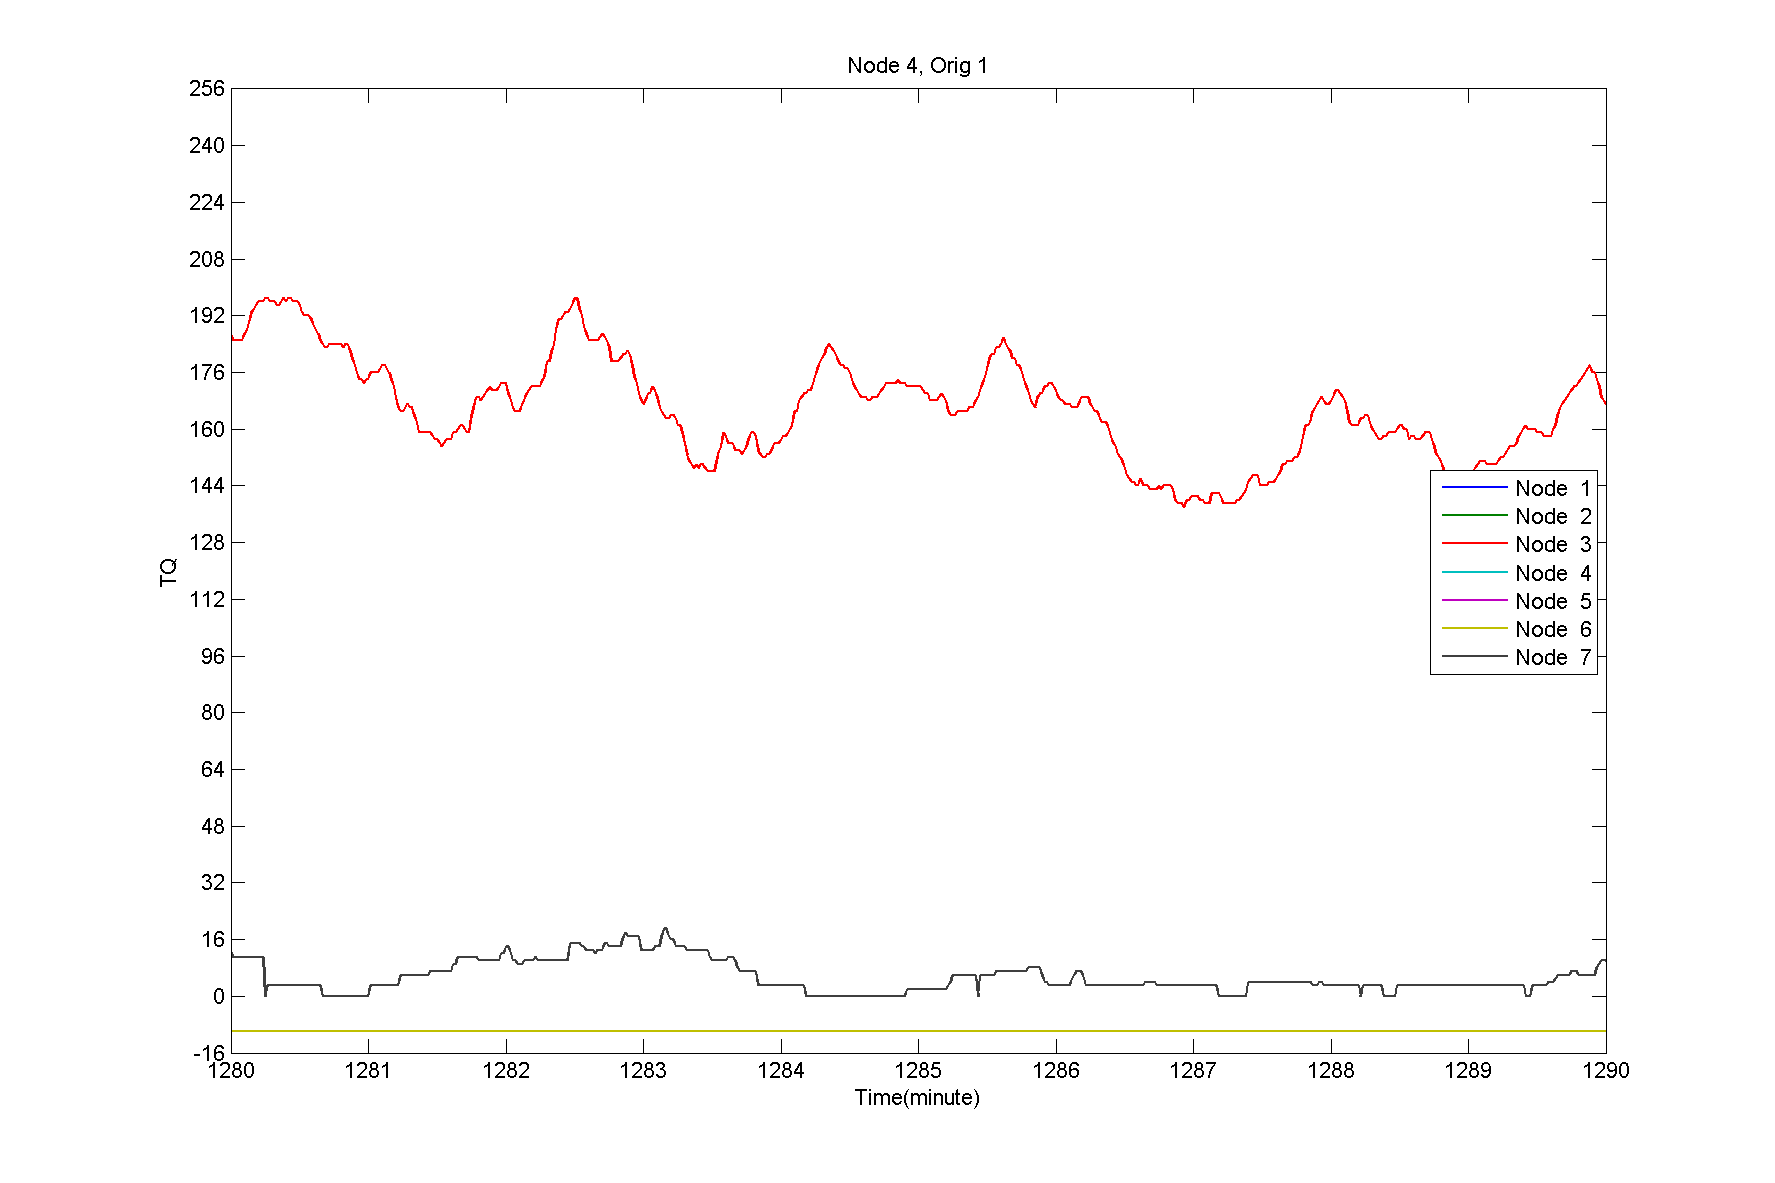 Node 4, Orig 1
256
240
224
208
192
176
160
144
128
112
96
80
64
48
32
16
0
-16
TQ
Node 1
Node 2
Node 3
Node 4
Node 5
Node 6
Node 7
1280 1281 1282 1283 1284 1285 1286 1287 1288 1289 1290
Time(minute)